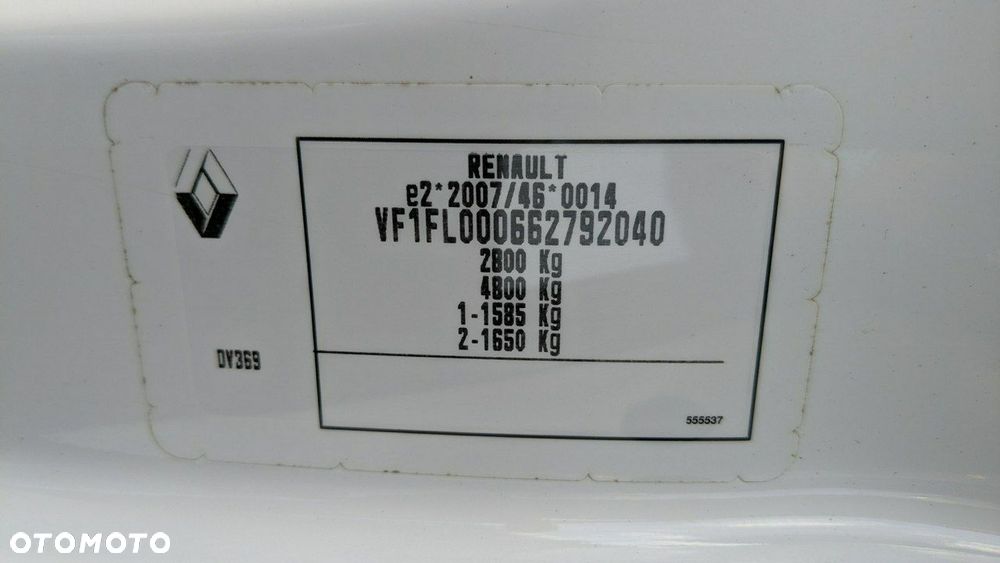 RENAULT
e2*2007/46*0014
VF1FL000662792040
2800 Kg
4800 Kg
1-1585 Kg
2-1650 Kg
DV369
555537
OTOMOTO